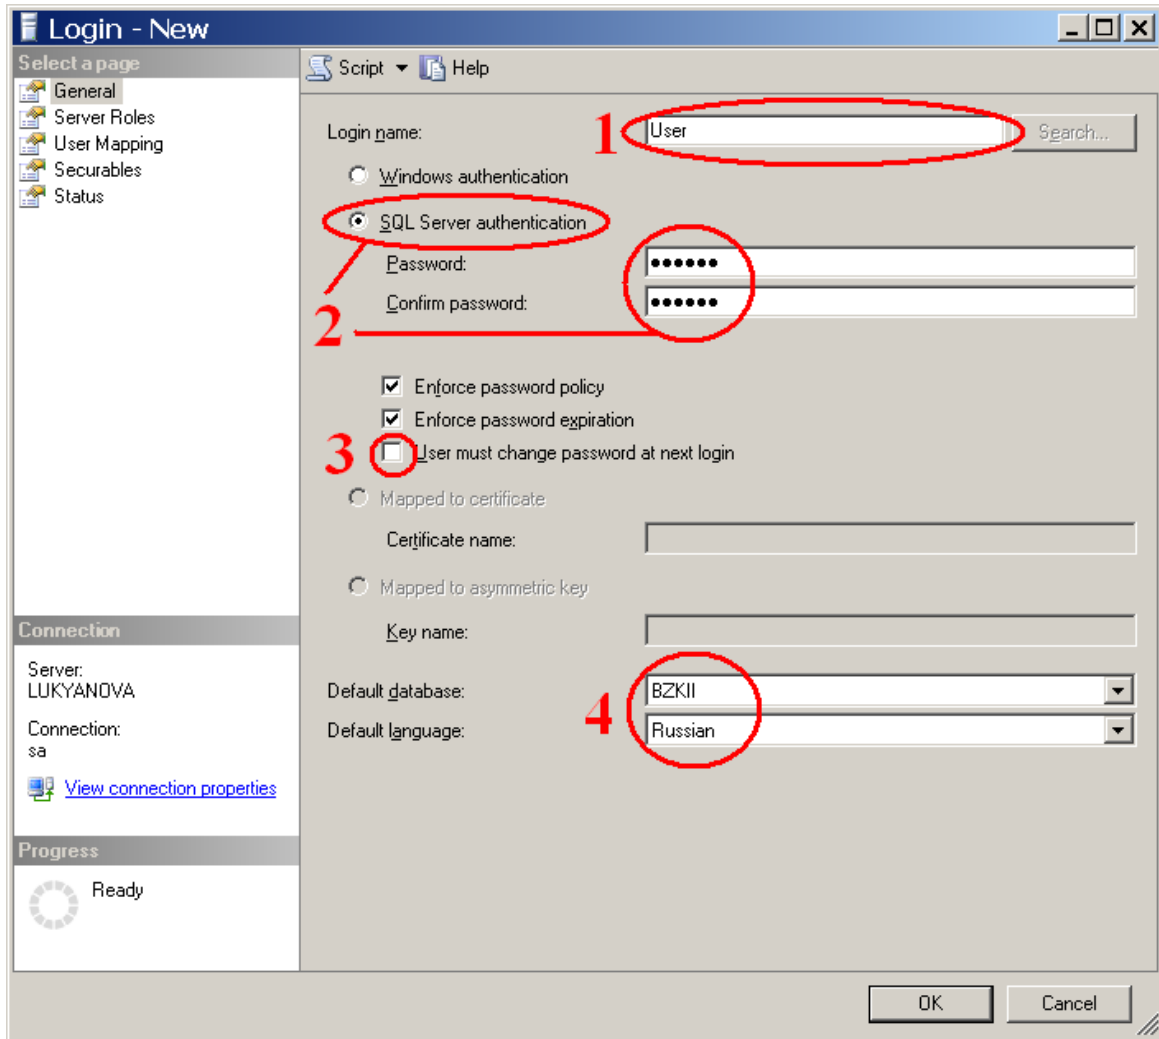 Login - New
Select a page
General
Server Roles
User Mapping
Securables
Status
Connection
Server:
LUKYANOVA
Connection:
sa
View connection properties
Progress
Ready
Script Help
Login name: 1 User Search...
Windows authentication
SQL Server authentication
Password: ●●●●●●
Confirm password: ●●●●●●
2
Enforce password policy
Enforce password expiration
3 User must change password at next login
Mapped to certificate
Certificate name:
Mapped to asymmetric key
Key name:
Default database: BZKII
4
Default language: Russian
OK Cancel